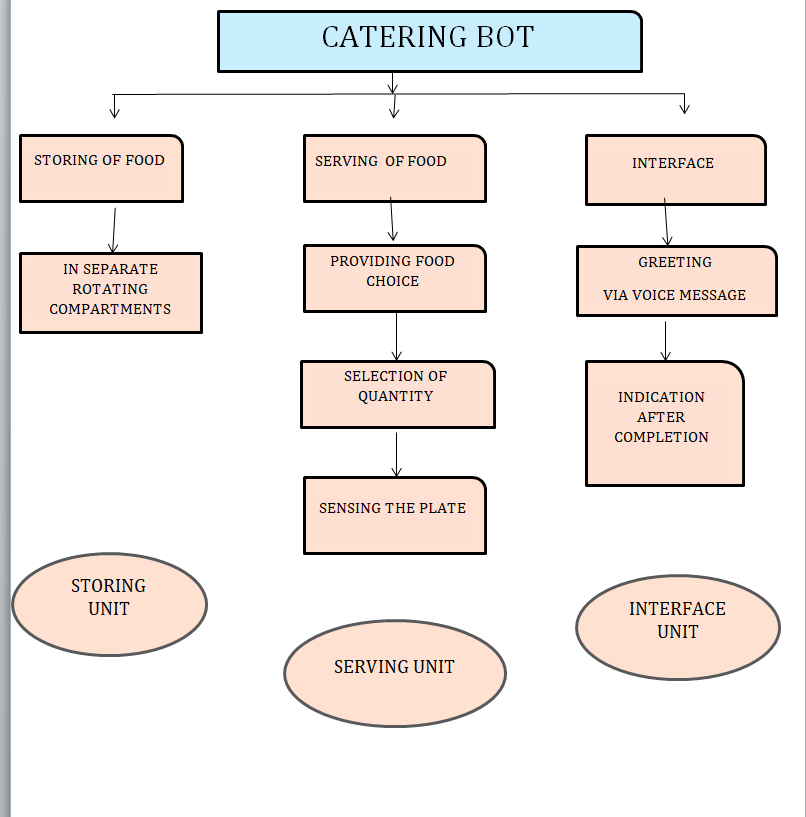 CATERING BOT
STORING OF FOOD
SERVING OF FOOD
INTERFACE
IN SEPARATE
ROTATING
COMPARTMENTS
PROVIDING FOOD
CHOICE
GREETING
VIA VOICE MESSAGE
SELECTION OF
QUANTITY
INDICATION
AFTER
COMPLETION
SENSING THE PLATE
STORING
UNIT
SERVING UNIT
INTERFACE
UNIT